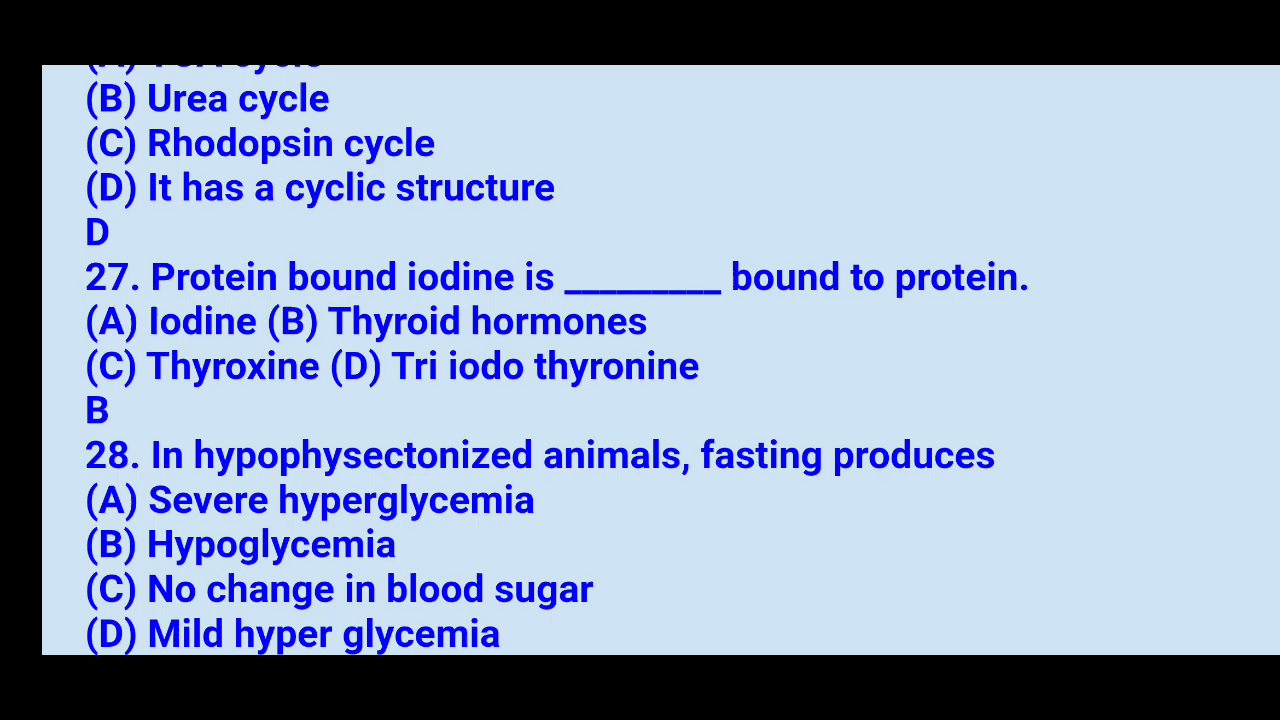 (B) Urea cycle
(C) Rhodopsin cycle
(D) It has a cyclic structure
D
27. Protein bound iodine is _________ bound to protein.
(A) Iodine (B) Thyroid hormones
(C) Thyroxine (D) Tri iodo thyronine
B
28. In hypophysectonized animals, fasting produces
(A) Severe hyperglycemia
(B) Hypoglycemia
(C) No change in blood sugar
(D) Mild hyper glycemia